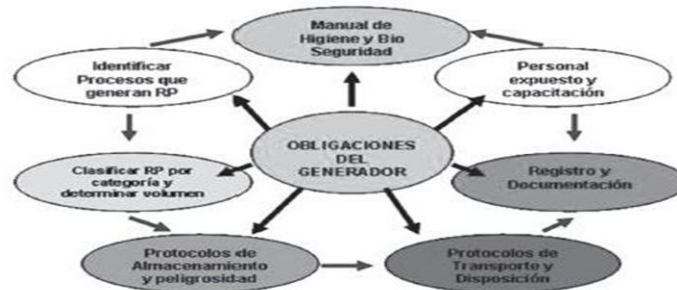 Manual de
Higiene y Bio
Seguridad
Identificar
Procesos que
generan RP
Personal
expuesto y
capacitación
OBLIGACIONES
DEL
GENERADOR
Clasificar RP por
categoría y
determinar volumen
Registro y
Documentación
Protocolos de
Almacenamiento
y peligrosidad
Protocolos de
Transporte y
Disposición